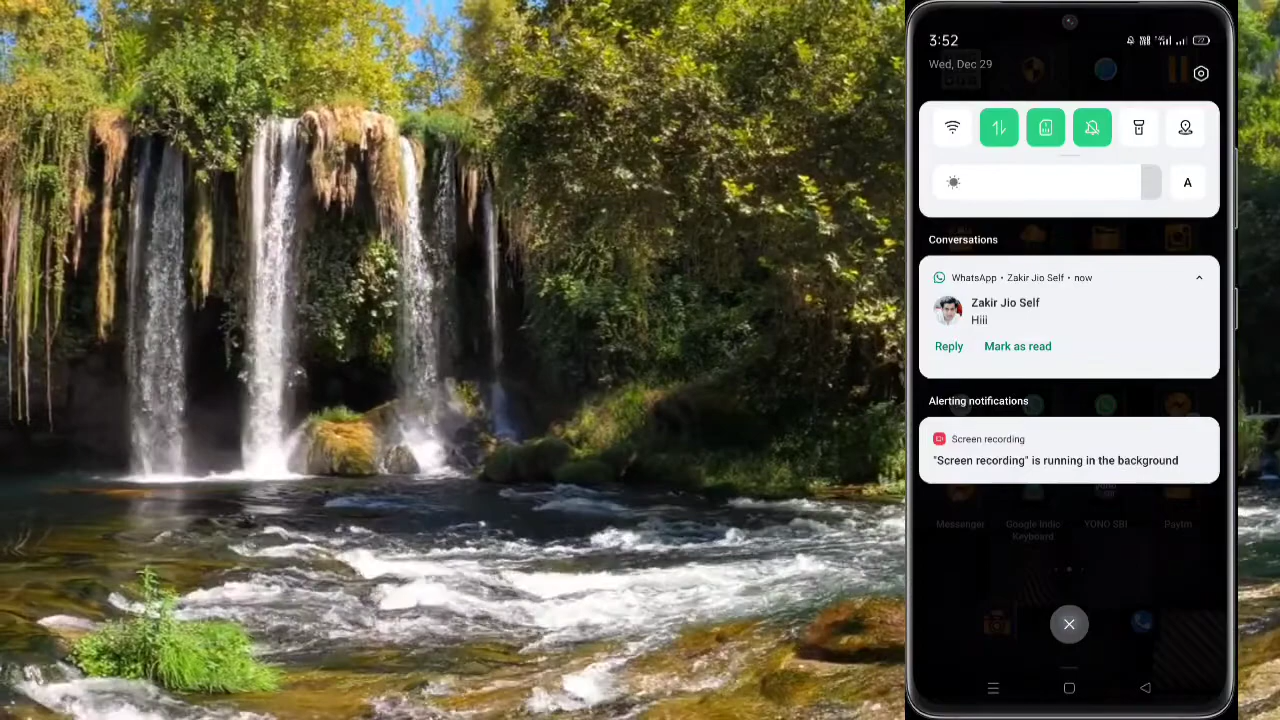 3:52
Wed, Dec 29
A
Conversations
WhatsApp • Zakir Jio Self • now
Zakir Jio Self
Hiii
Reply Mark as read
Alerting notifications
Screen recording
"Screen recording" is running in the background
Messenger Google Indic Keyboard YONO SBI Paytm